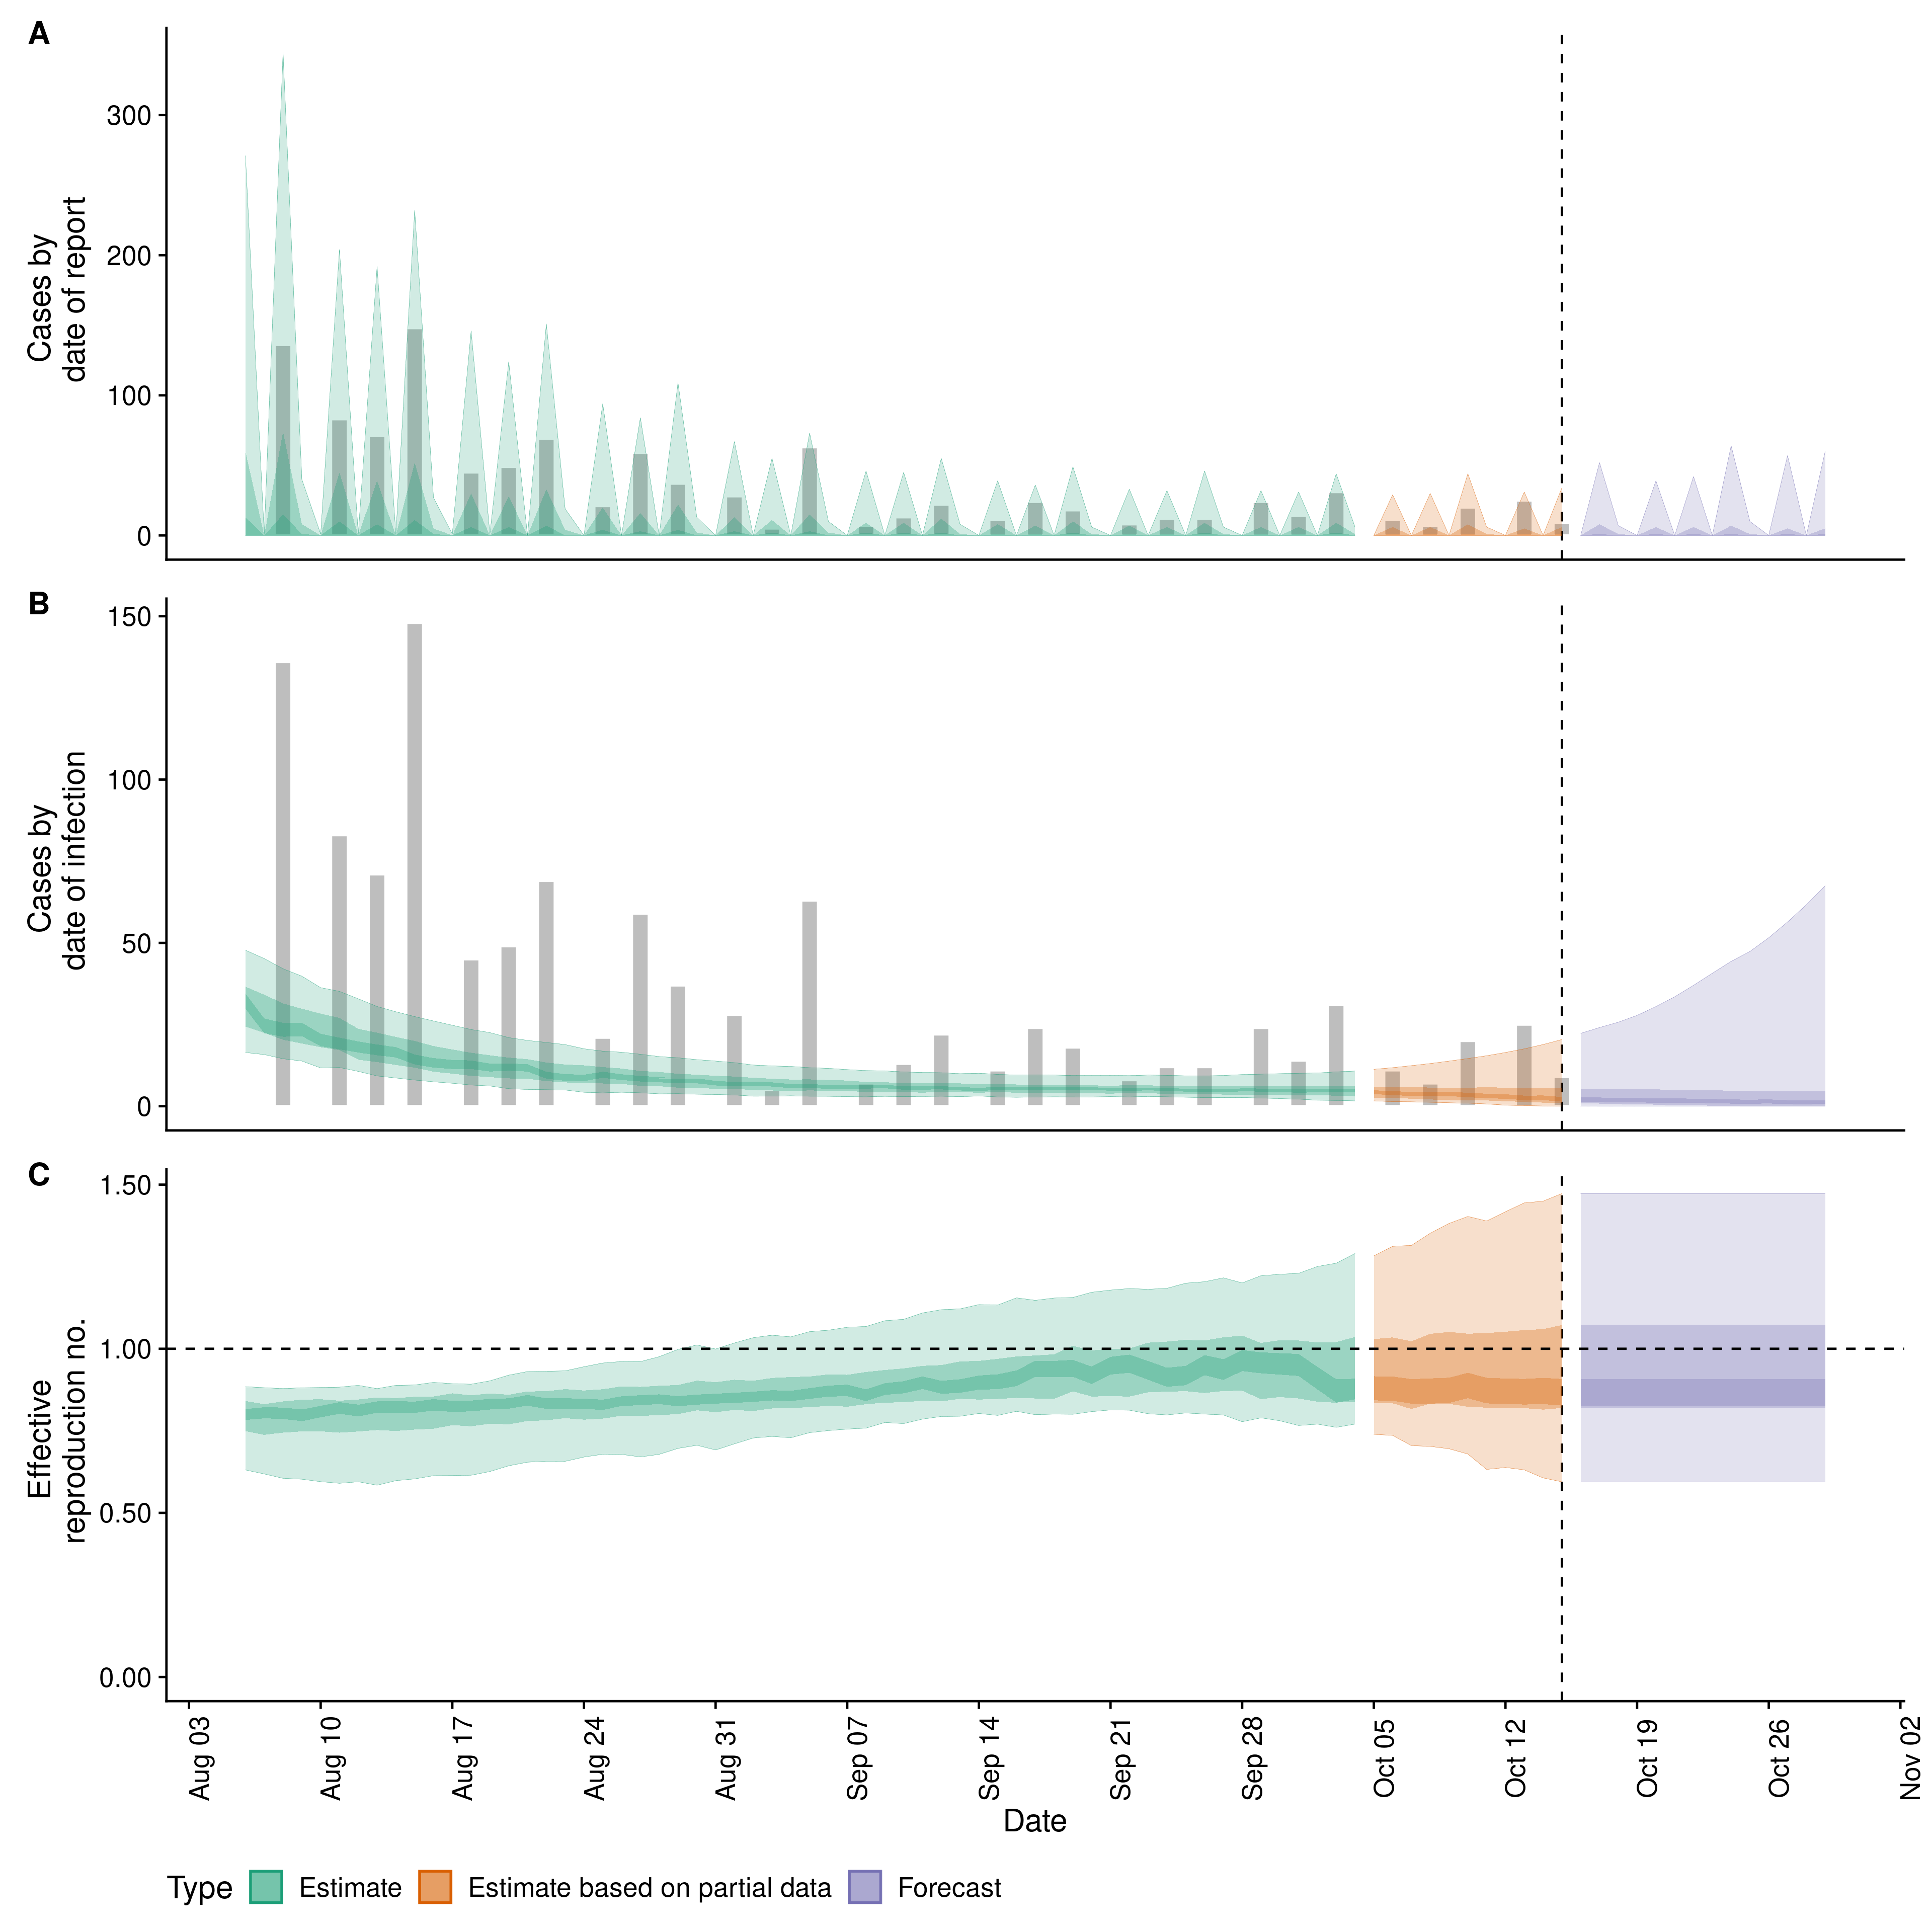 A
Cases by
date of report
300
200
100
0
B
Cases by
date of infection
150
100
50
0
C
Effective
reproduction no.
1.50
1.00
0.50
0.00
Aug 03
Aug 10
Aug 17
Aug 24
Aug 31
Sep 07
Sep 14
Sep 21
Sep 28
Oct 05
Oct 12
Oct 19
Oct 26
Nov 02
Date
Type Estimate Estimate based on partial data Forecast